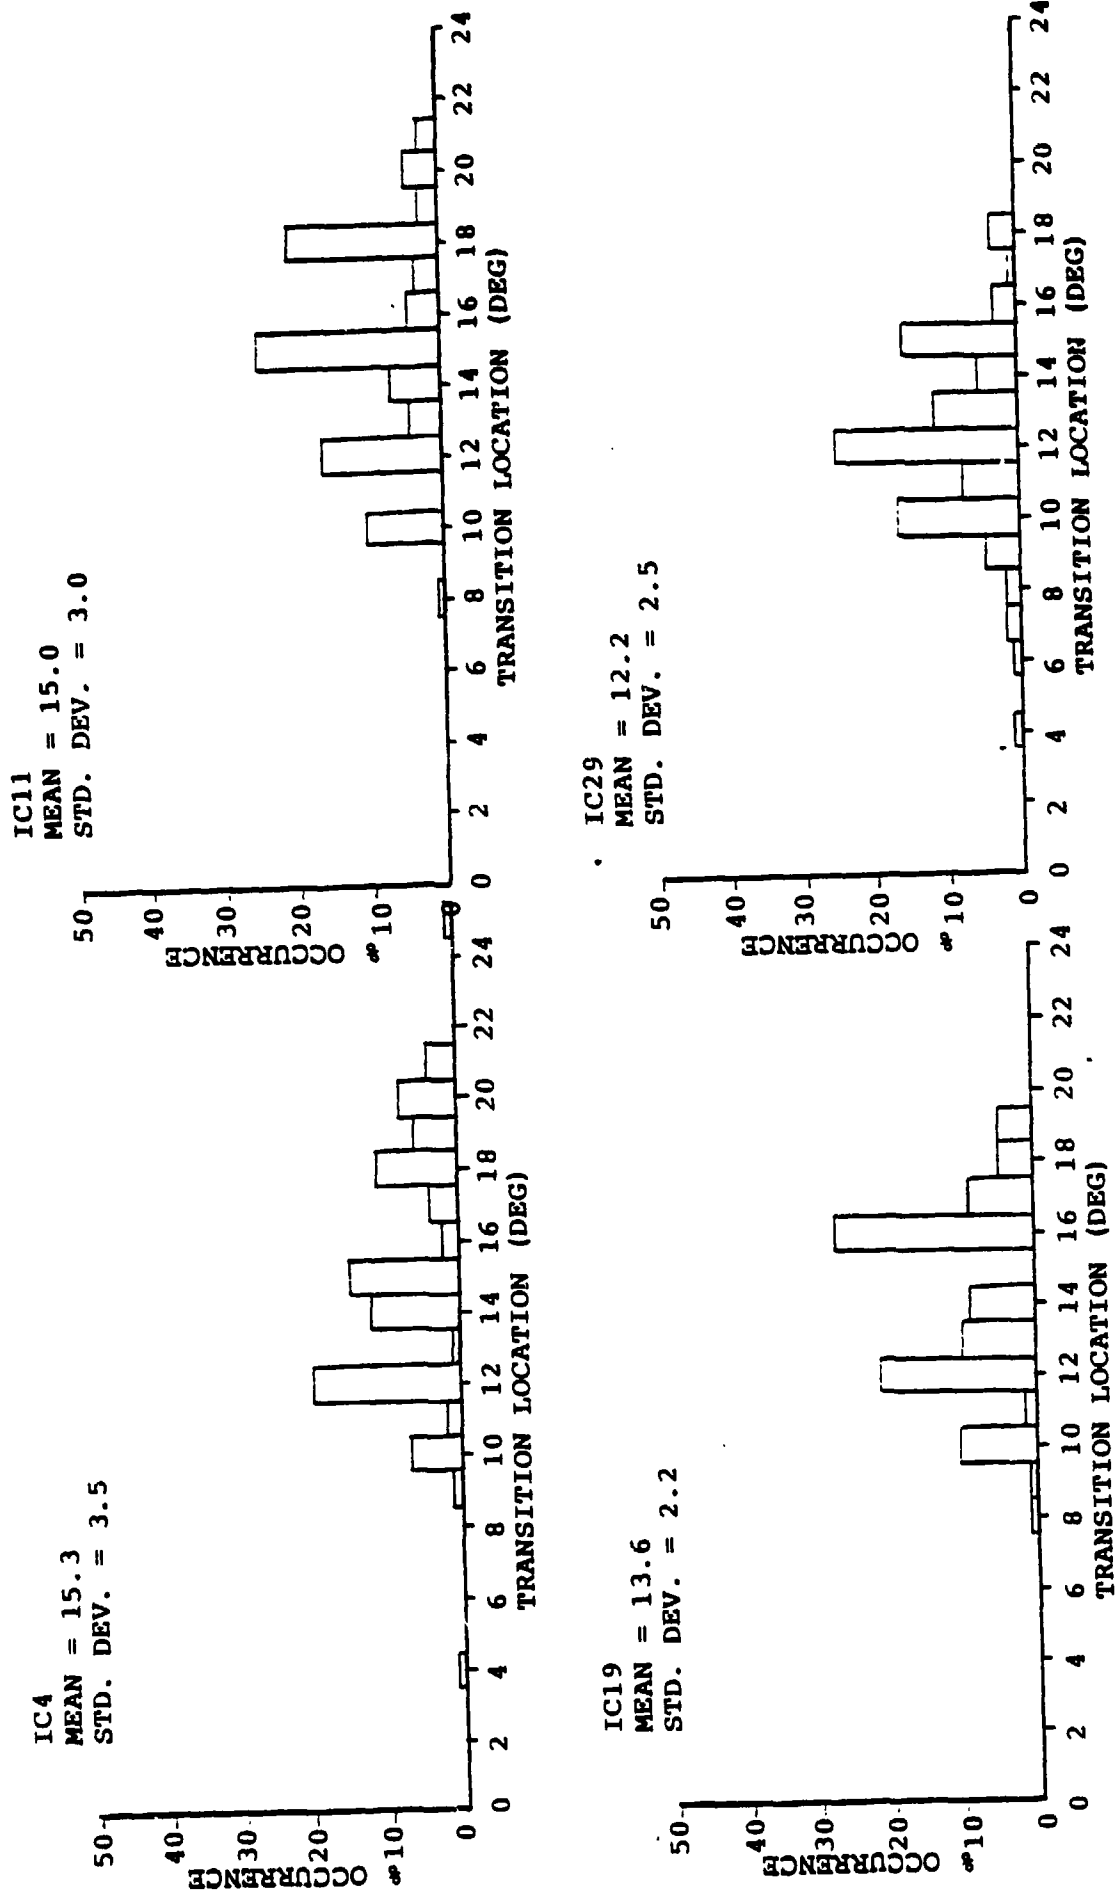 IC4
MEAN = 15.3
STD. DEV. = 3.5
% OCCURRENCE
50
40
30
20
10
0
0 2 4 6 8 10 12 14 16 18 20 22 24
TRANSITION LOCATION (DEG)
IC11
MEAN = 15.0
STD. DEV. = 3.0
% OCCURRENCE
50
40
30
20
10
0
0 2 4 6 8 10 12 14 16 18 20 22 24
TRANSITION LOCATION (DEG)
IC19
MEAN = 13.6
STD. DEV. = 2.2
% OCCURRENCE
50
40
30
20
10
0
0 2 4 6 8 10 12 14 16 18 20 22 24
TRANSITION LOCATION (DEG)
IC29
MEAN = 12.2
STD. DEV. = 2.5
% OCCURRENCE
50
40
30
20
10
0
0 2 4 6 8 10 12 14 16 18 20 22 24
TRANSITION LOCATION (DEG)